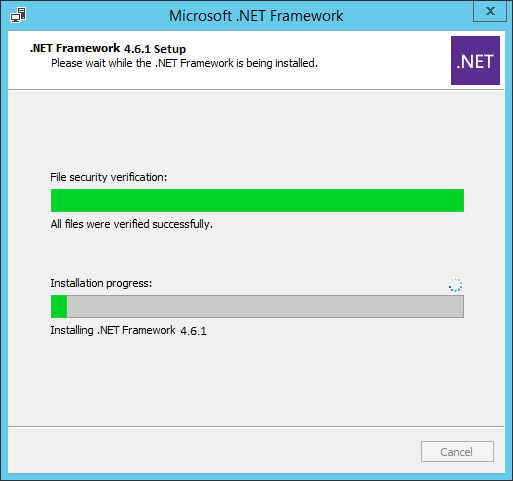 Microsoft .NET Framework
x
.NET Framework 4.6.1 Setup
Please wait while the .NET Framework is being installed.
.NET
File security verification:
All files were verified successfully.
Installation progress:
Installing .NET Framework 4.6.1
Cancel